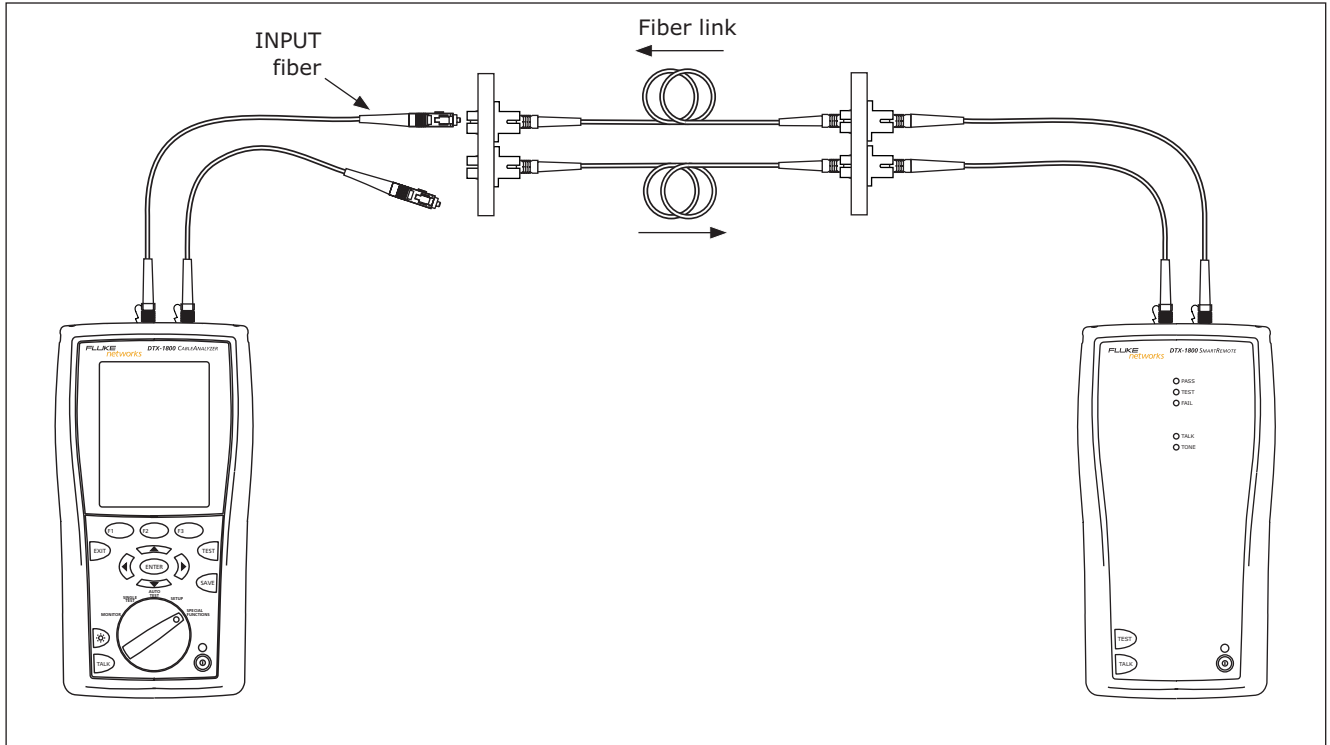 INPUT
fiber
Fiber link
FLUKE
networks
DTX-1800 CABLEANALYZER
F1
F2
F3
EXIT
TEST
ENTER
SAVE
MONITOR
SINGLE
TEST
AUTO
TEST
SETUP
SPECIAL
FUNCTIONS
TALK
FLUKE
networks
DTX-1800 SMARTREMOTE
PASS
TEST
FAIL
TALK
TONE
TEST
TALK